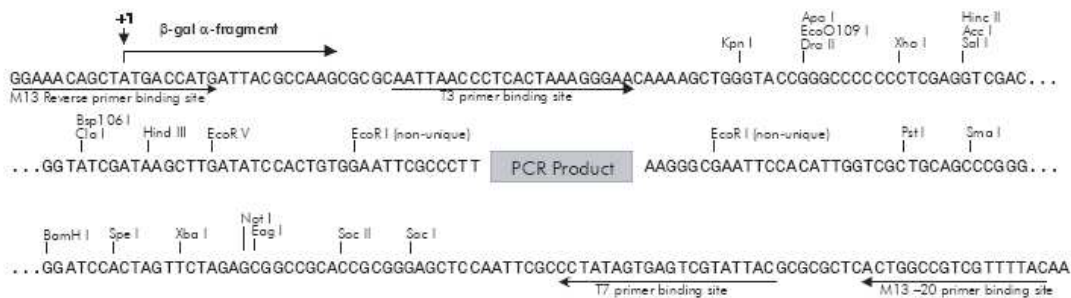 +1
β-gal α-fragment
Apa I
EcoO109 I
Dra II
Hinc II
Acc I
Sal I
Kpn I
Xho I
GGAAACAGCTATGACCATGATTACGCCAAGCGCGCAATTAACCCTCACTAAAGGGAACAAAAGCTGGGTACCGGGCCCCCCCTCGAGGTCGAC...
M13 Reverse primer binding site
T3 primer binding site
Bsp106 I
Cla I
Hind III
EcoR V
EcoR I (non-unique)
EcoR I (non-unique)
Pst I
Sma I
...GGTATCGATAAGCTTGATATCCACTGTGGAATTCGCCCTT
PCR Product
AAGGGCGAATTCCACATTGGTCGCTGCAGCCCGGG...
BamH I
Spe I
Xba I
Not I
Eag I
Sac II
Sac I
...GGATCCACTAGTTCTAGAGCGGCCGCACCGCGGGAGCTCCAATTCGCCCTATAGTGAGTCGTATTACGCGCGCTCACTGGCCGTCGTTTTACAA
T7 primer binding site
M13 –20 primer binding site